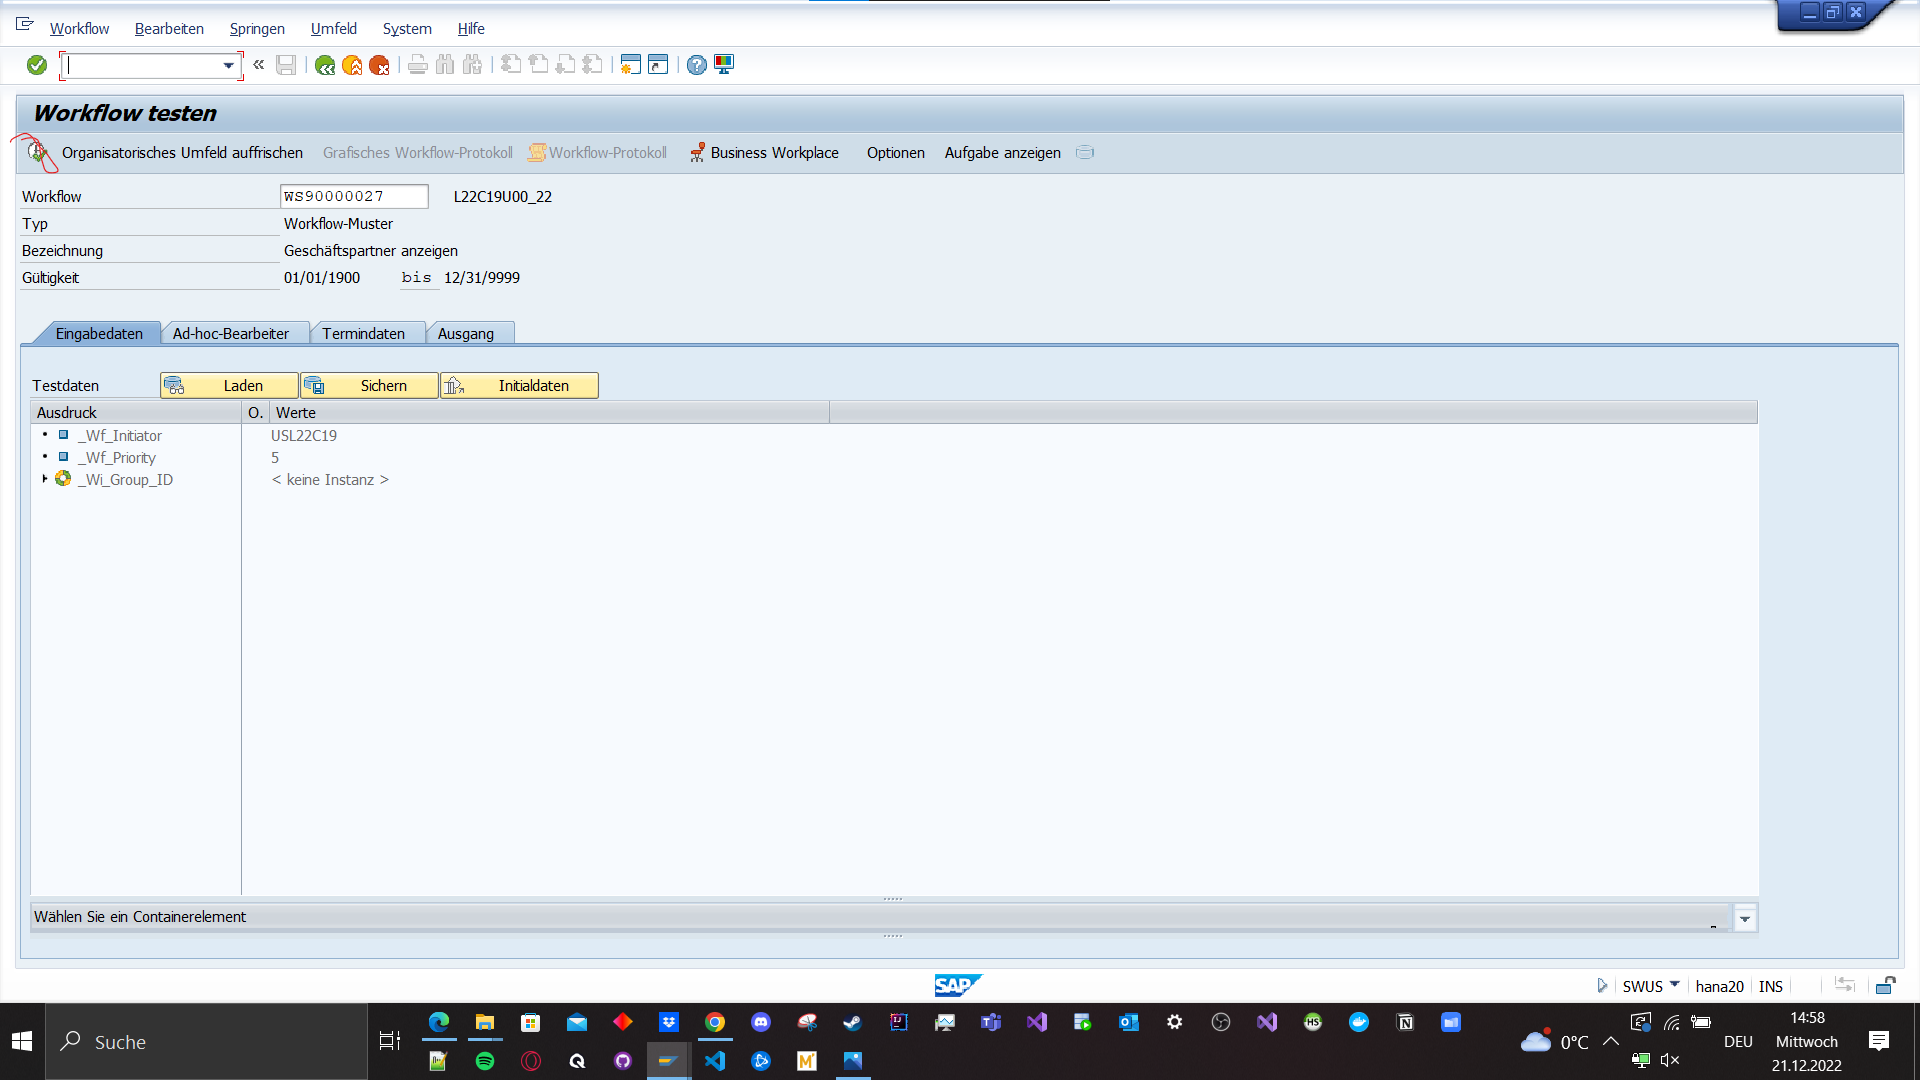 Workflow Bearbeiten Springen Umfeld System Hilfe
Workflow testen
Organisatorisches Umfeld auffrischen Grafisches Workflow-Protokoll Workflow-Protokoll Business Workplace Optionen Aufgabe anzeigen
Workflow WS90000027 L22C19U00_22
Typ Workflow-Muster
Bezeichnung Geschäftspartner anzeigen
Gültigkeit 01/01/1900 bis 12/31/9999
Eingabedaten Ad-hoc-Bearbeiter Termindaten Ausgang
Testdaten Laden Sichern Initialdaten
Ausdruck O. Werte
_Wf_Initiator USL22C19
_Wf_Priority 5
_Wi_Group_ID < keine Instanz >
Wählen Sie ein Containerelement
SAP SWUS hana20 INS
Suche
0°C DEU
14:58
Mittwoch
21.12.2022